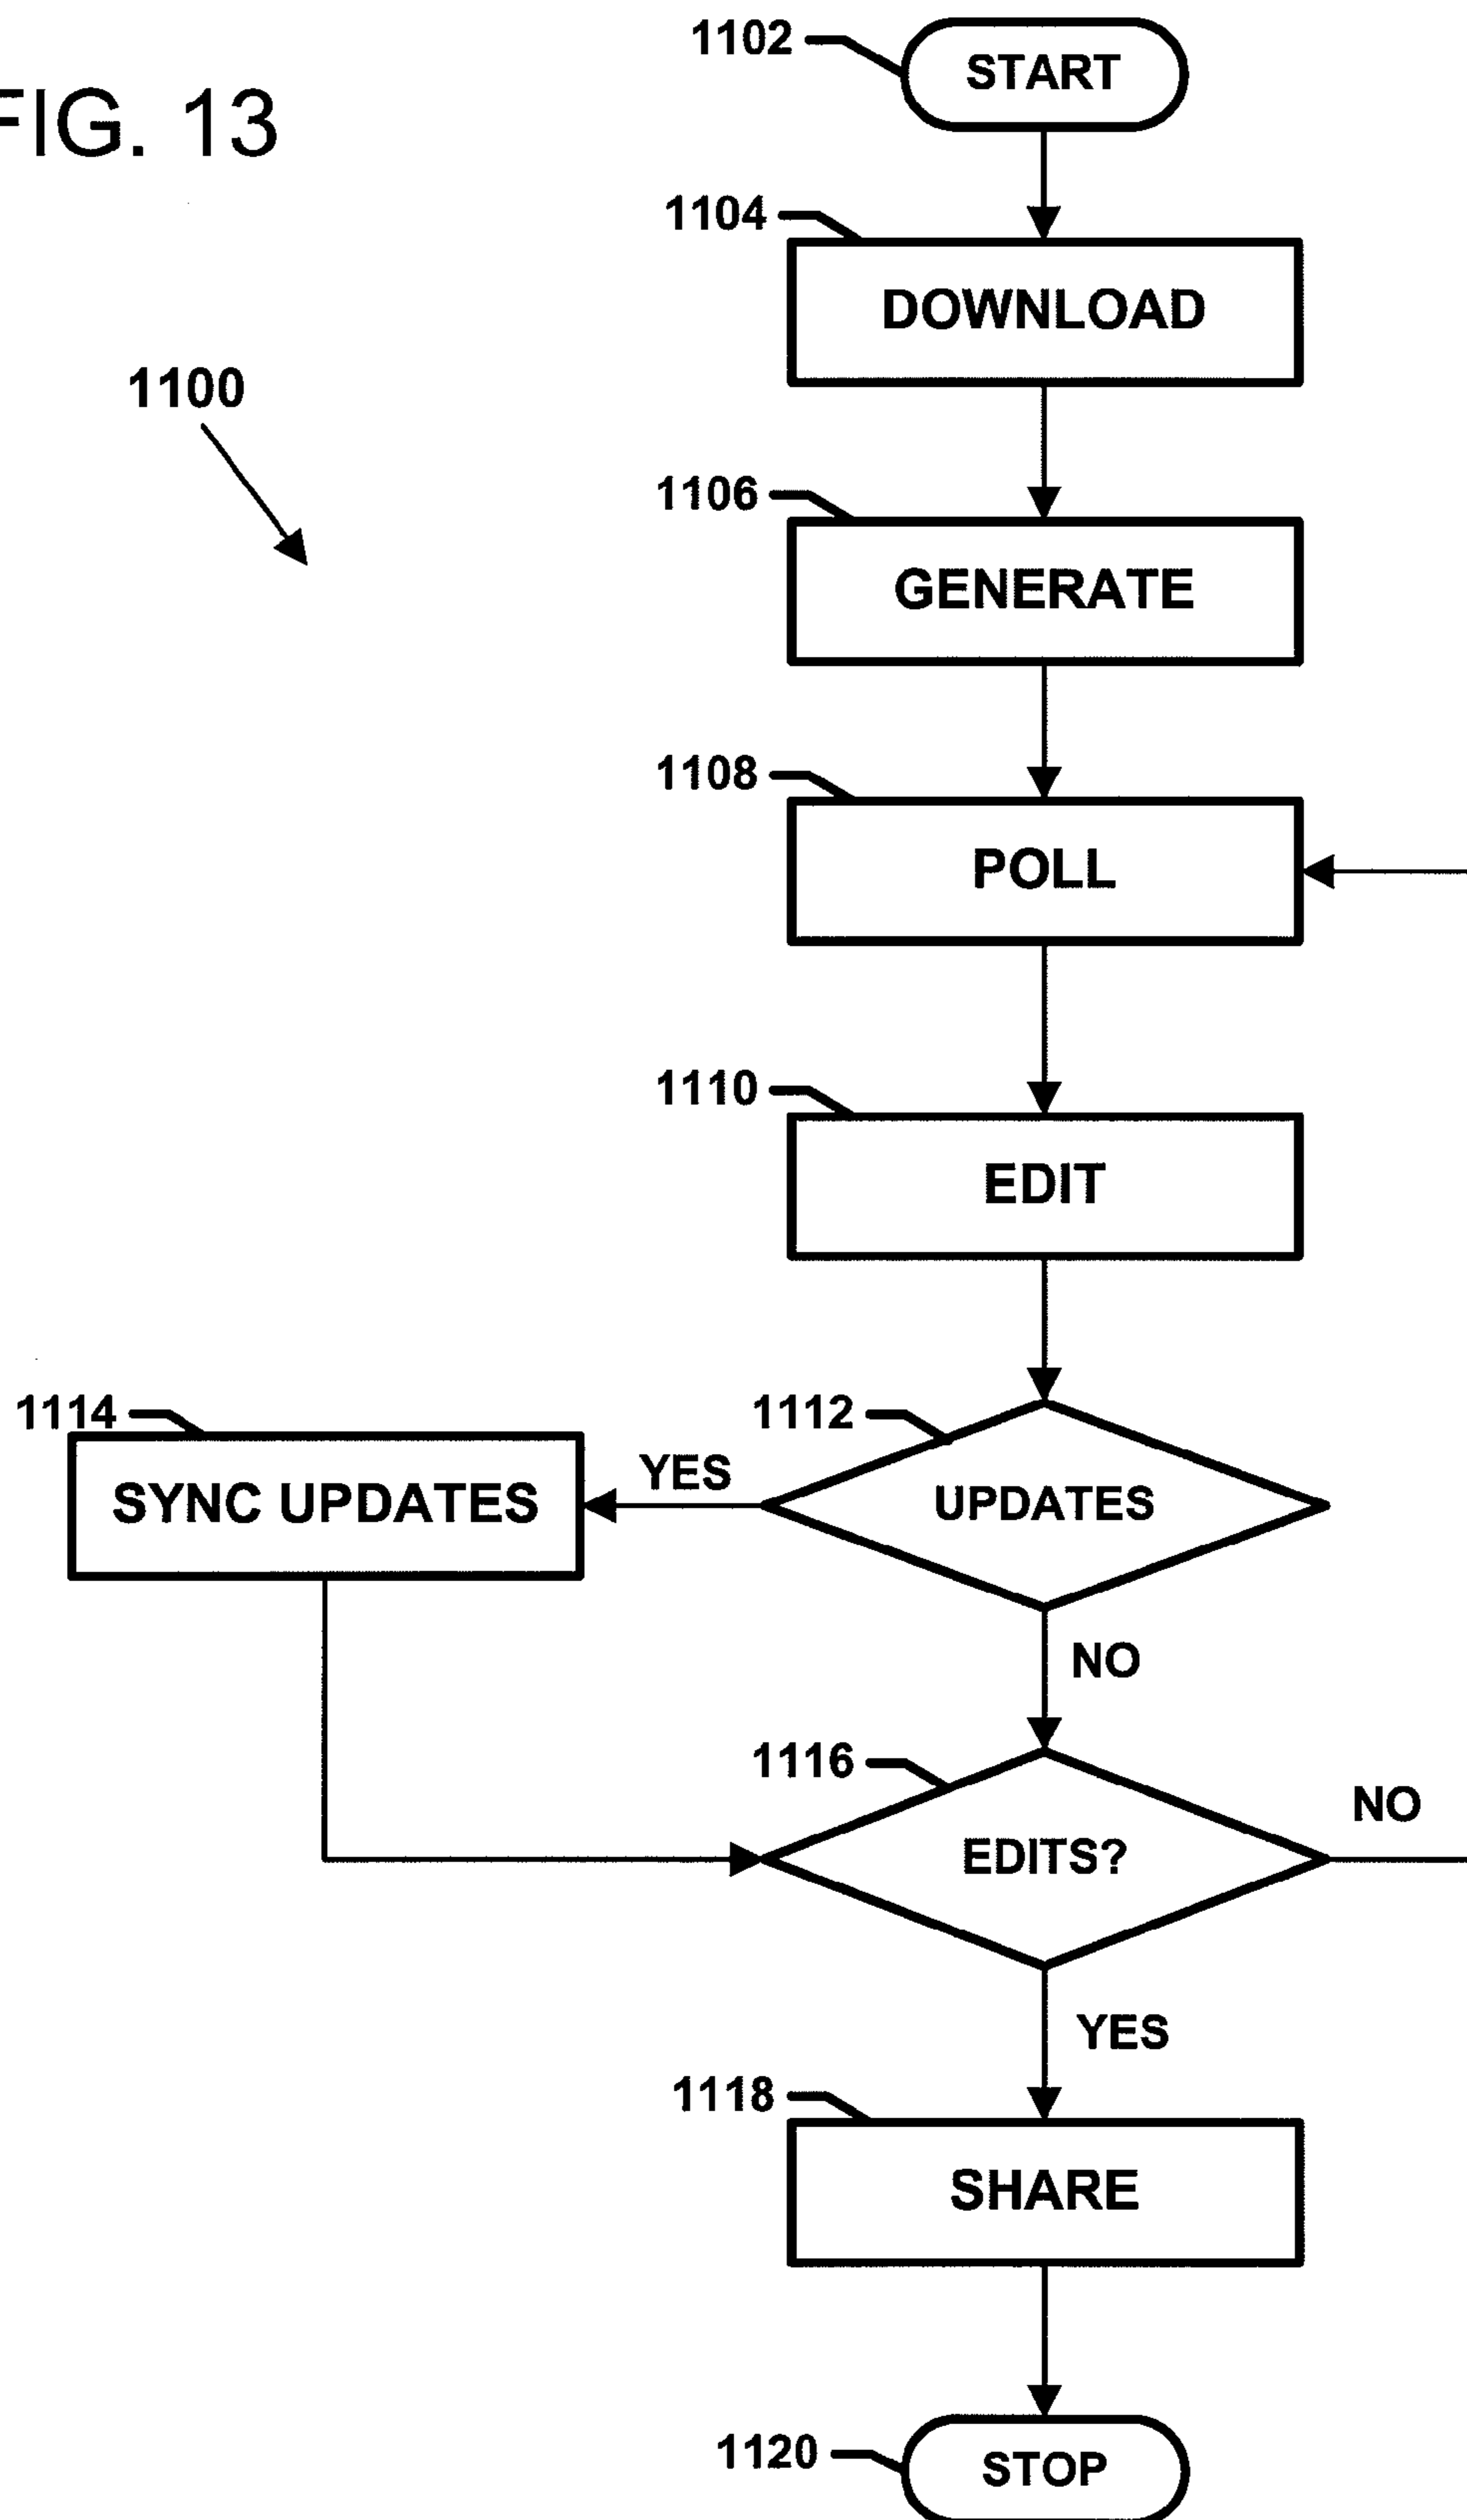 1102
START
FIG. 13
1104
DOWNLOAD
1100
1106
GENERATE
1108
POLL
1110
EDIT
1114
1112
SYNC UPDATES
YES
UPDATES
NO
1116
NO
EDITS?
YES
1118
SHARE
1120
STOP